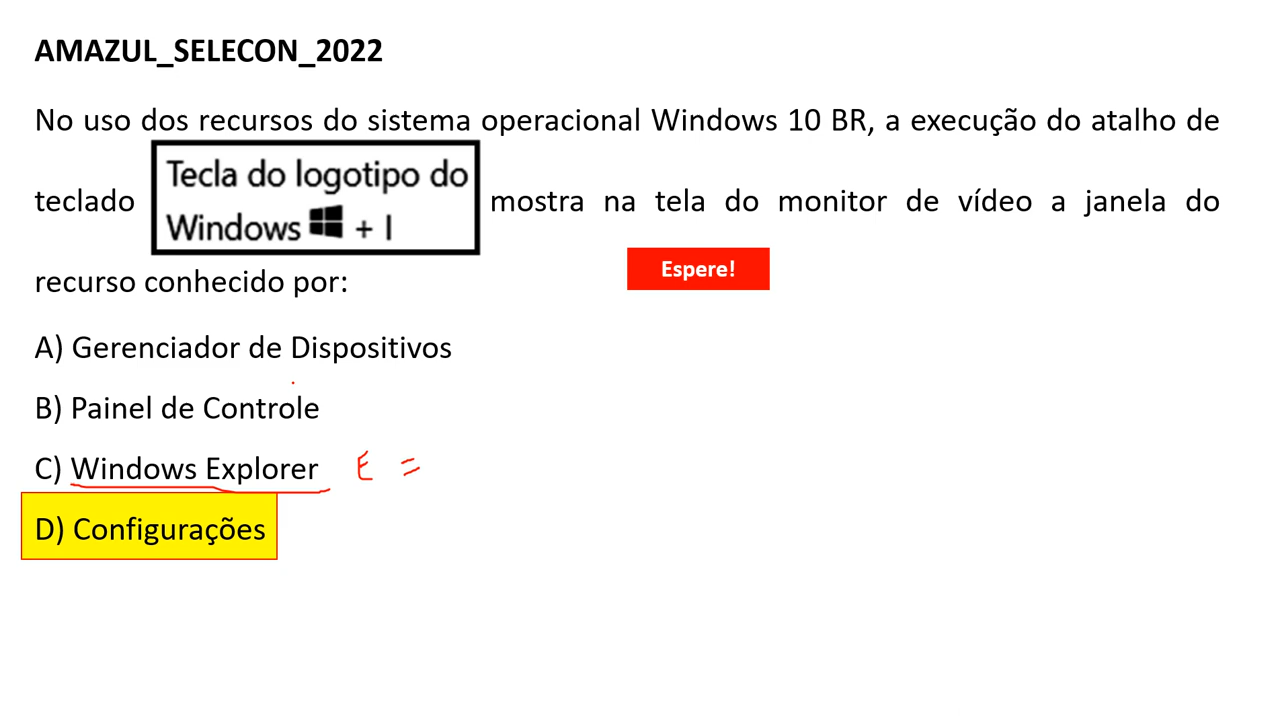 AMAZUL_SELECON_2022
No uso dos recursos do sistema operacional Windows 10 BR, a execução do atalho de
teclado Tecla do logotipo do Windows + I mostra na tela do monitor de vídeo a janela do
recurso conhecido por:
Espere!
A) Gerenciador de Dispositivos
B) Painel de Controle
C) Windows Explorer E =
D) Configurações